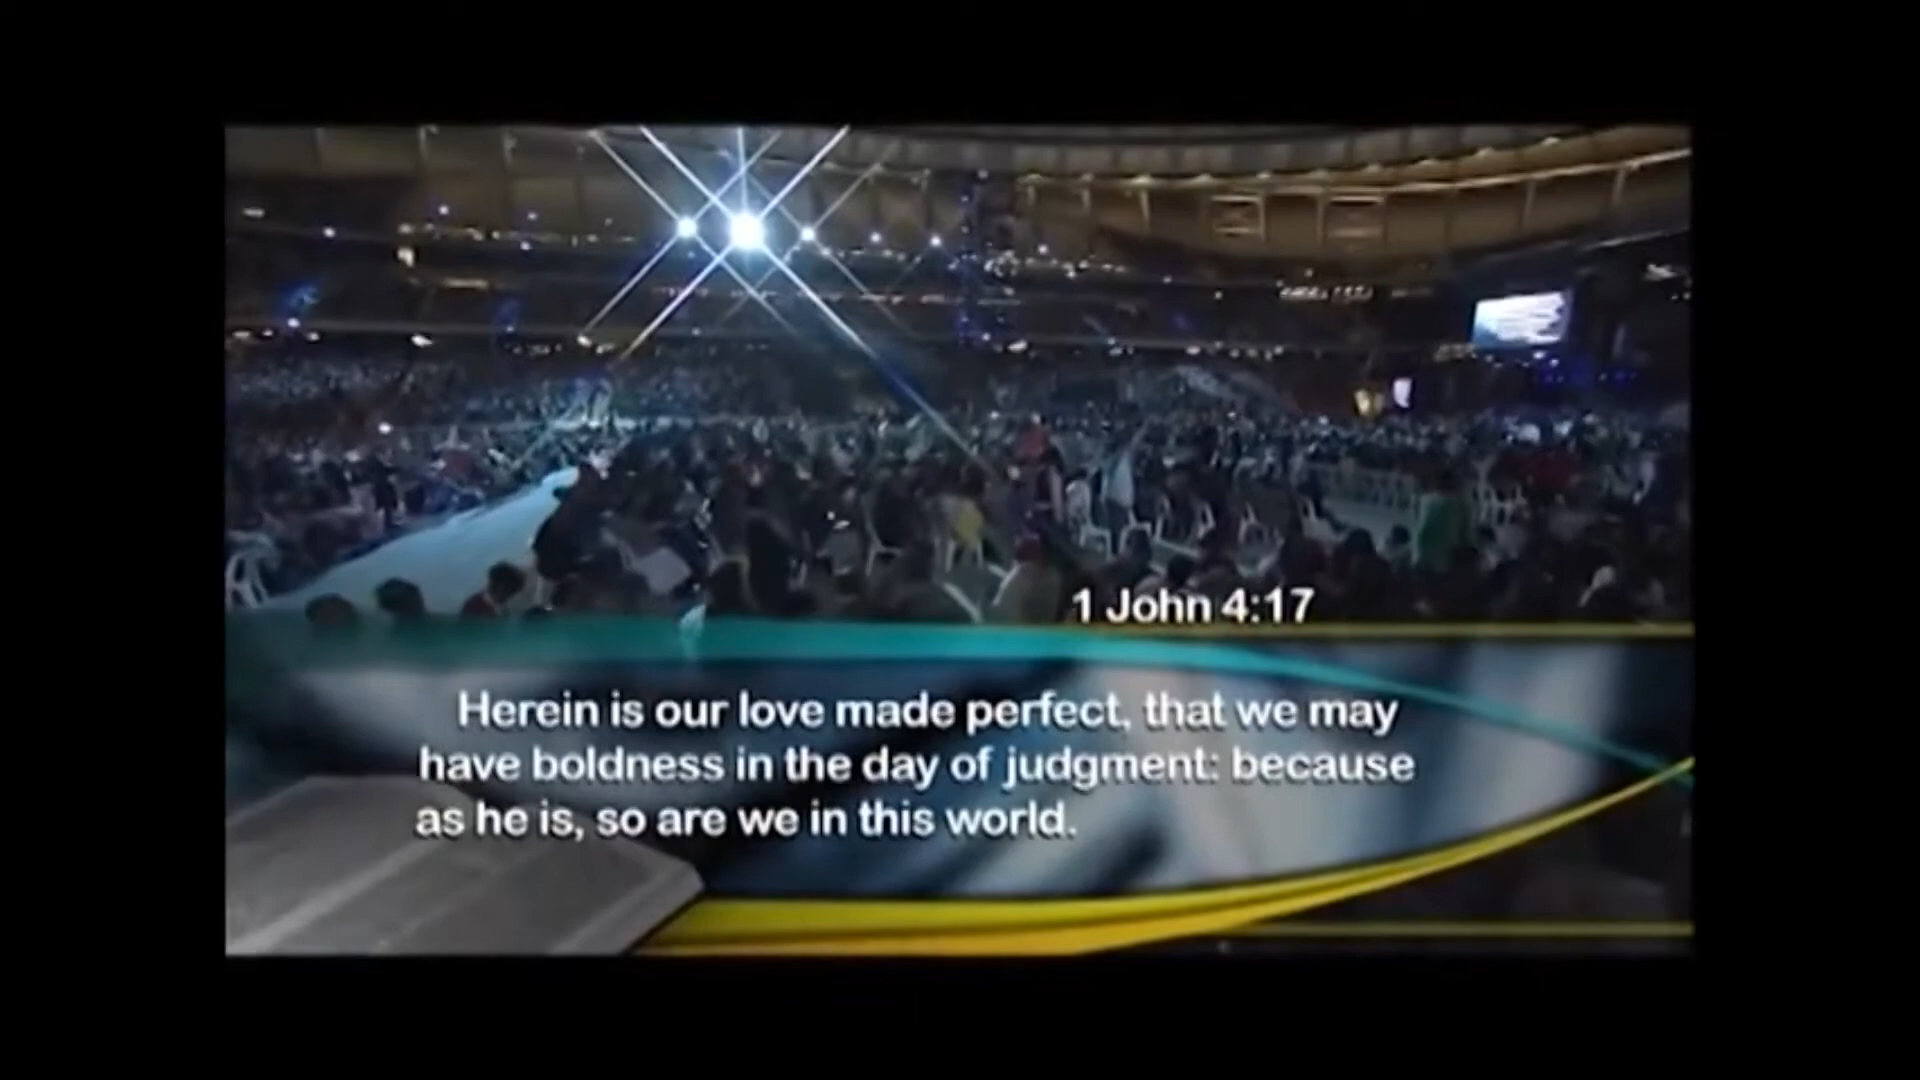 1 John 4:17
Herein is our love made perfect, that we may
have boldness in the day of judgment: because
as he is, so are we in this world.